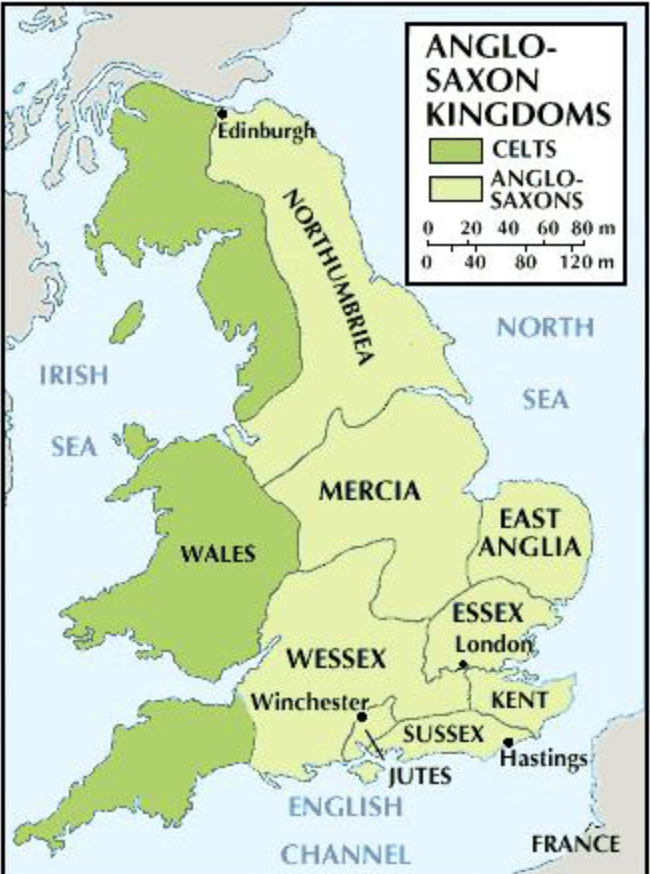 ANGLO-
SAXON
KINGDOMS
CELTS
ANGLO-
SAXONS
0 20 40 60 80 m
0 40 80 120 m
Edinburgh
NORTHUMBRIEA
NORTH
SEA
IRISH
SEA
MERCIA
EAST
ANGLIA
WALES
ESSEX
London
WESSEX
Winchester
KENT
SUSSEX
Hastings
JUTES
ENGLISH
CHANNEL
FRANCE